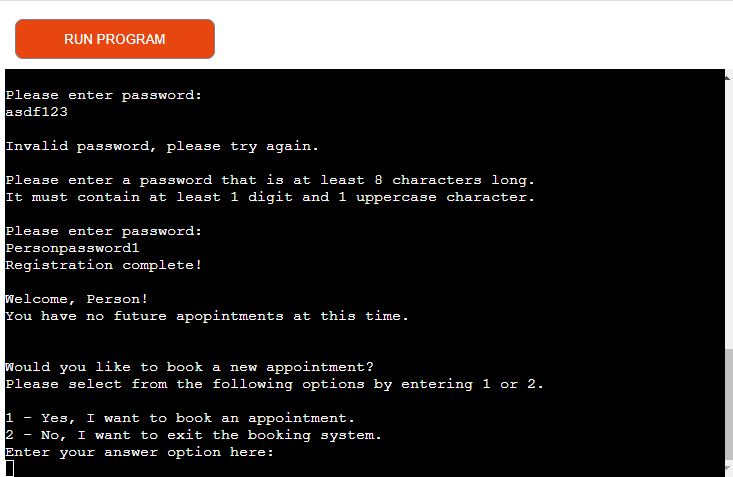 RUN PROGRAM
Please enter password:
asdf123
Invalid password, please try again.
Please enter a password that is at least 8 characters long.
It must contain at least 1 digit and 1 uppercase character.
Please enter password:
Personpassword1
Registration complete!
Welcome, Person!
You have no future apopintments at this time.
Would you like to book a new appointment?
Please select from the following options by entering 1 or 2.
1 - Yes, I want to book an appointment.
2 - No, I want to exit the booking system.
Enter your answer option here: